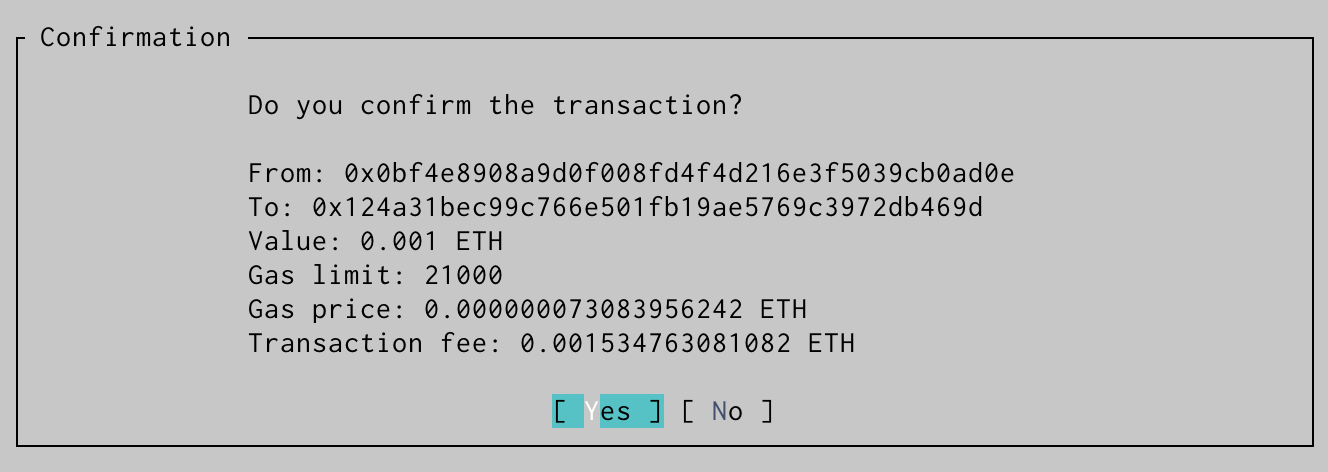 Confirmation
Do you confirm the transaction?
From: 0x0bf4e8908a9d0f008fd4f4d216e3f5039cb0ad0e
To: 0x124a31bec99c766e501fb19ae5769c3972db469d
Value: 0.001 ETH
Gas limit: 21000
Gas price: 0.000000073083956242 ETH
Transaction fee: 0.001534763081082 ETH
[ Yes ] [ No ]